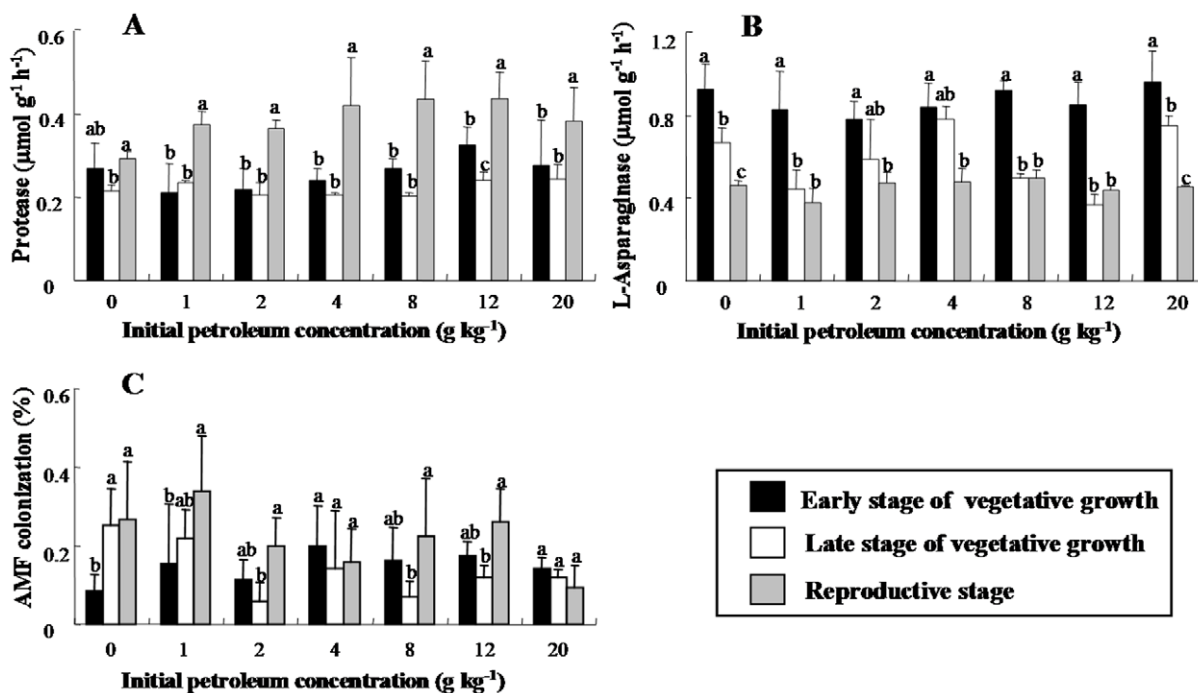 A
Protease (μmol g⁻¹ h⁻¹)
0.6
0.4
0.2
0
ab b a
b b a
b b a
b b a
b b a
b c a
b b a
0 1 2 4 8 12 20
Initial petroleum concentration (g kg⁻¹)
B
L-Asparaginase (μmol g⁻¹ h⁻¹)
1.2
0.8
0.4
0
a b c
a b b
a ab b
a ab b
a b b
a b b
a b c
0 1 2 4 8 12 20
Initial petroleum concentration (g kg⁻¹)
C
AMF colonization (%)
0.6
0.4
0.2
0
b a a
b ab a
ab b a
a a a
ab b a
ab b a
a a a
0 1 2 4 8 12 20
Initial petroleum concentration (g kg⁻¹)
Early stage of vegetative growth
Late stage of vegetative growth
Reproductive stage